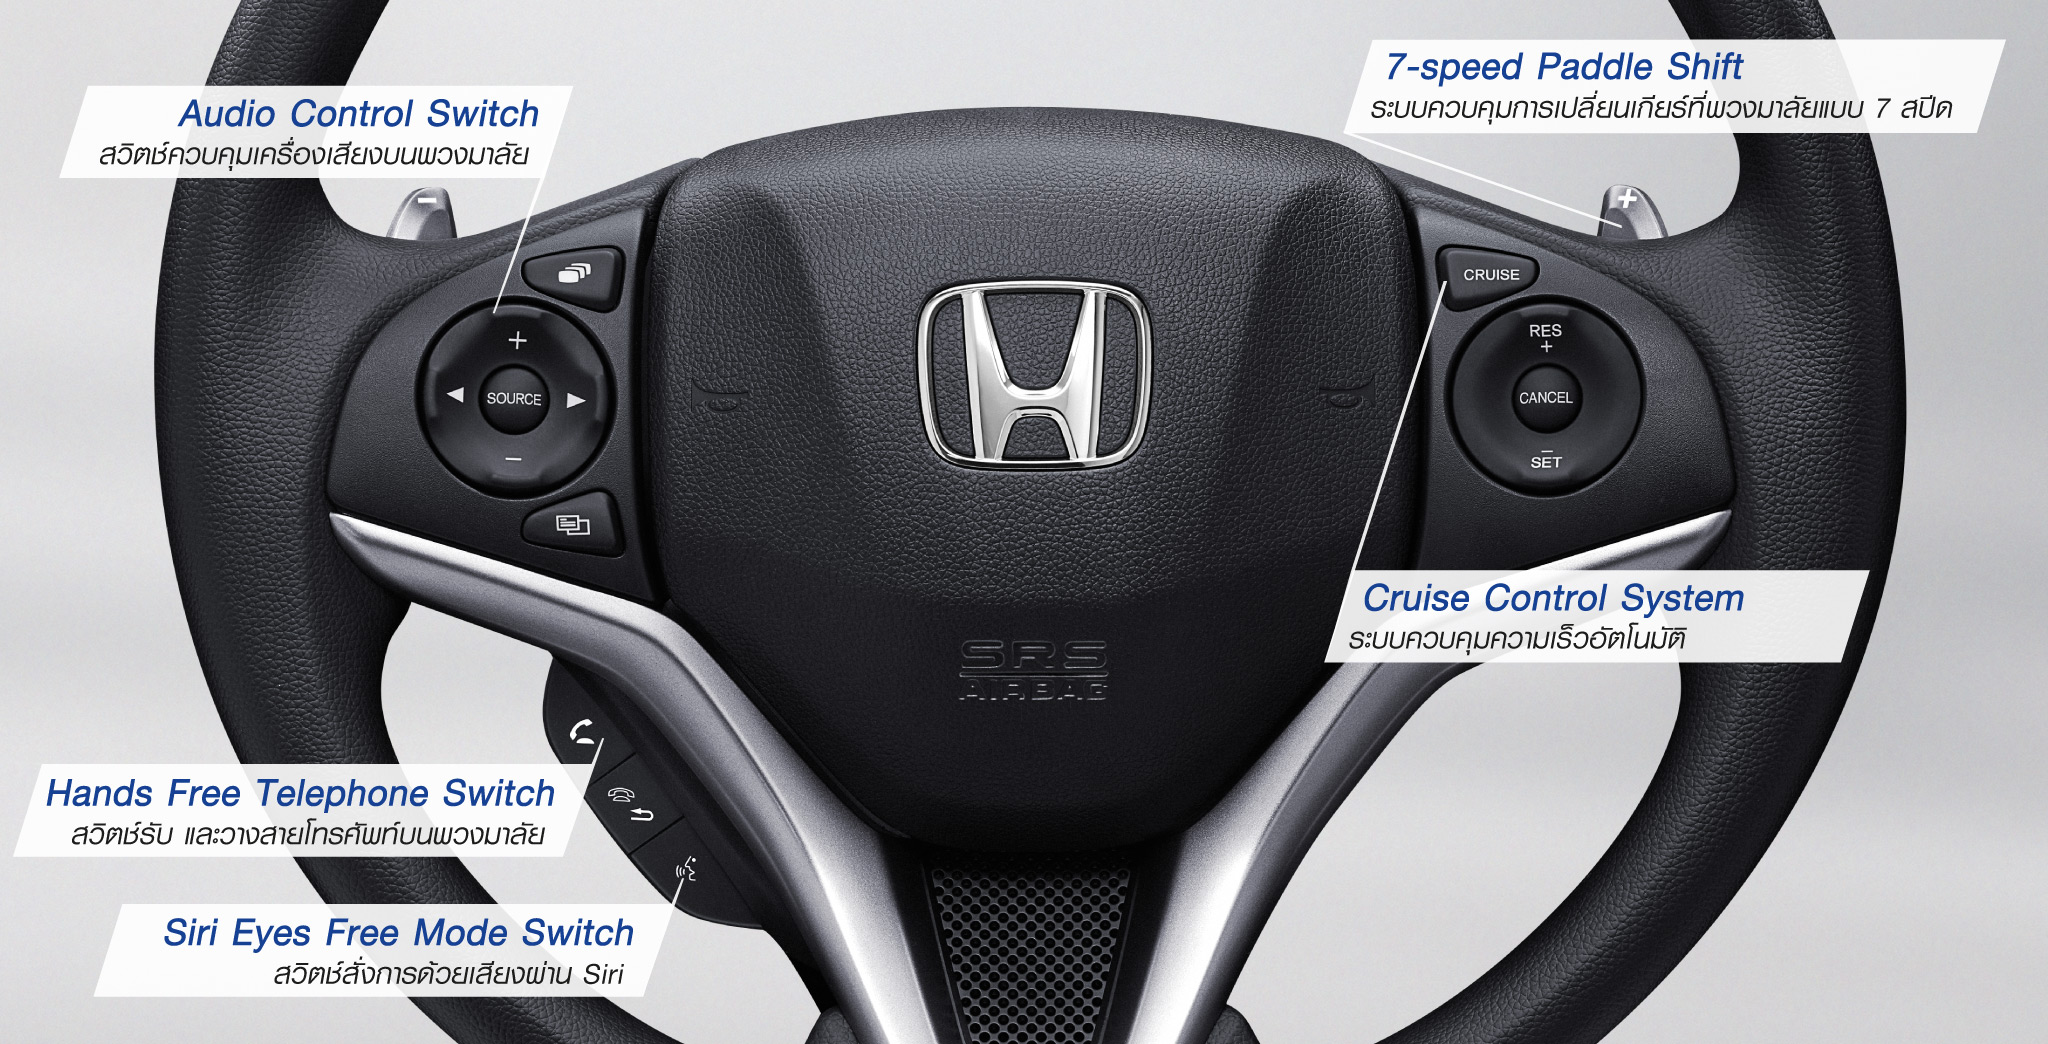 7-speed Paddle Shift
ระบบควบคุมการเปลี่ยนเกียร์ที่พวงมาลัยแบบ 7 สปีด
Audio Control Switch
สวิตช์ควบคุมเครื่องเสียงบนพวงมาลัย
-
+
CRUISE
+
RES
+
SOURCE
CANCEL
-
-
SET
Cruise Control System
ระบบควบคุมความเร็วอัตโนมัติ
SRS
AIRBAG
Hands Free Telephone Switch
สวิตช์รับ และวางสายโทรศัพท์บนพวงมาลัย
Siri Eyes Free Mode Switch
สวิตช์สั่งการด้วยเสียงผ่าน Siri